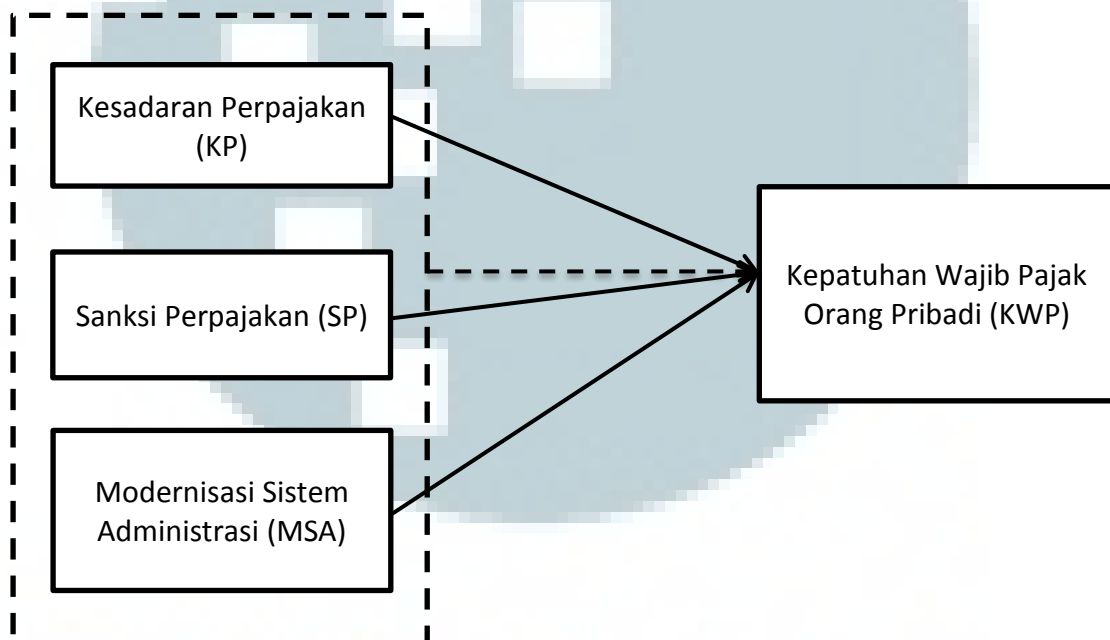 Kesadaran Perpajakan
(KP)
Sanksi Perpajakan (SP)
Modernisasi Sistem
Administrasi (MSA)
Kepatuhan Wajib Pajak
Orang Pribadi (KWP)